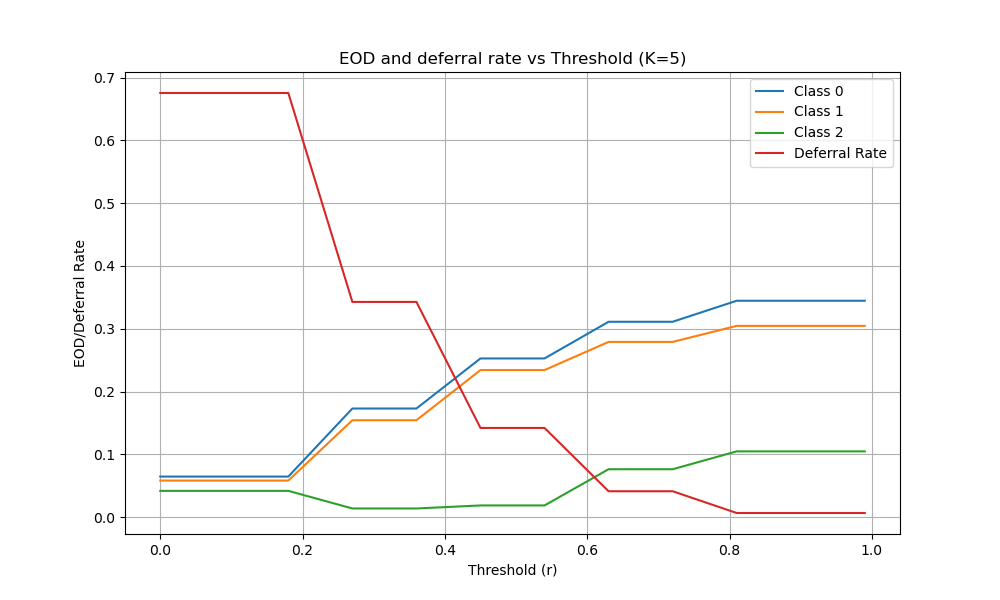 EOD and deferral rate vs Threshold (K=5)
Class 0
Class 1
Class 2
Deferral Rate
EOD/Deferral Rate
0.7
0.6
0.5
0.4
0.3
0.2
0.1
0.0
0.0 0.2 0.4 0.6 0.8 1.0
Threshold (r)